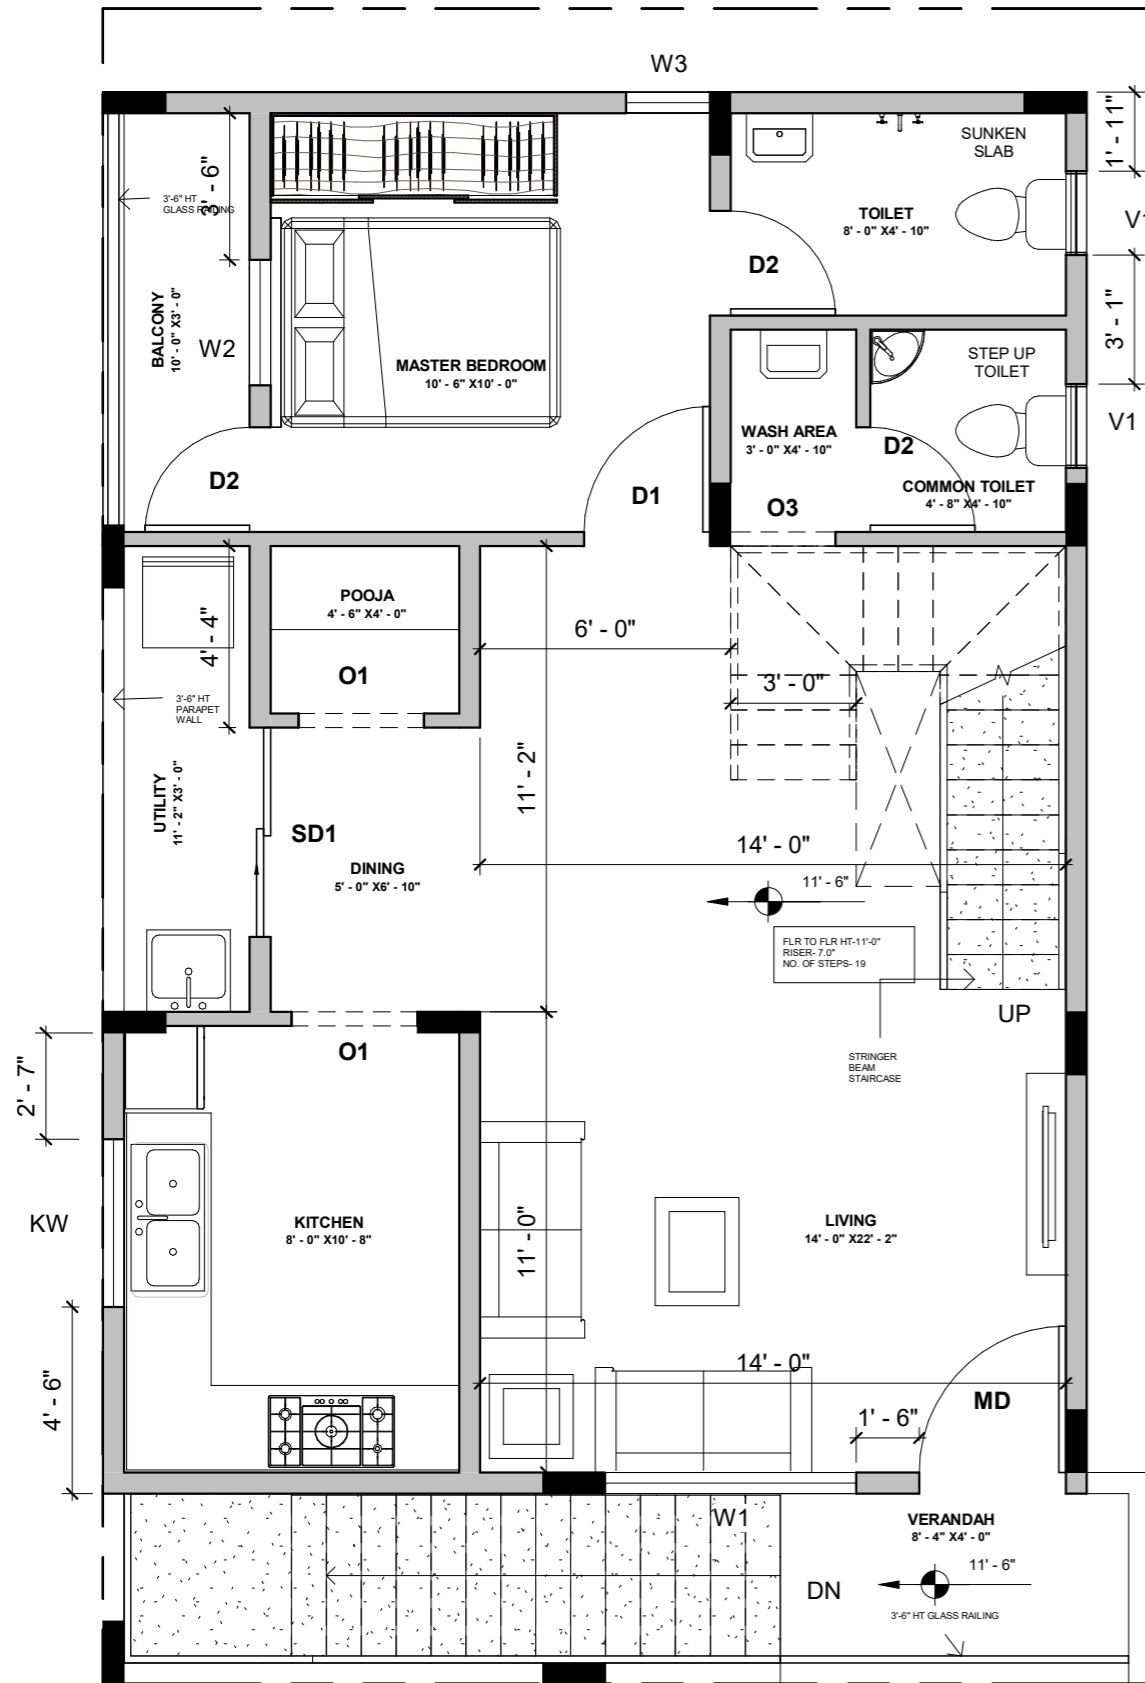 W3
1' - 11"
SUNKEN
SLAB
3'-6" HT
GLASS RAILING
3' - 6"
TOILET
8' - 0" X4' - 10"
V1
D2
BALCONY
10' - 0" X3' - 0"
W2
3' - 1"
STEP UP
TOILET
MASTER BEDROOM
10' - 6" X10' - 0"
V1
WASH AREA
3' - 0" X4' - 10"
D2
D2
D1
COMMON TOILET
4' - 8" X4' - 10"
O3
POOJA
4' - 6" X4' - 0"
4' - 4"
6' - 0"
O1
3' - 0"
3'-6" HT
PARAPET
WALL
11' - 2"
UTILITY
11' - 2" X3' - 0"
SD1
14' - 0"
DINING
5' - 0" X6' - 10"
11' - 6"
FLR TO FLR HT-11'-0"
RISER- 7.0"
NO. OF STEPS- 19
UP
O1
STRINGER
BEAM
STAIRCASE
2' - 7"
KW
KITCHEN
8' - 0" X10' - 8"
11' - 0"
LIVING
14' - 0" X22' - 2"
14' - 0"
4' - 6"
MD
1' - 6"
W1
VERANDAH
8' - 4" X4' - 0"
11' - 6"
DN
3'-6" HT GLASS RAILING